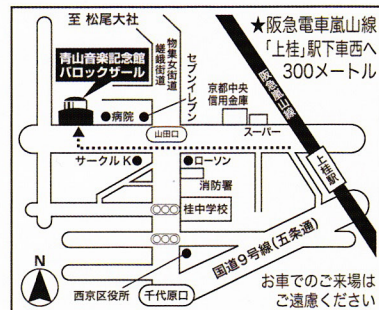 至 松尾大社
青山音楽記念館
バロックザール
嵯峨街道
物集女街道
セブンイレブン
★阪急電車嵐山線
「上桂」駅下車西へ
300メートル
阪急嵐山線
京都中央
信用金庫
病院
山田口
スーパー
上桂駅
サークルK
ローソン
消防署
桂中学校
国道9号線(五条通)
N
西京区役所
千代原口
お車でのご来場は
ご遠慮ください